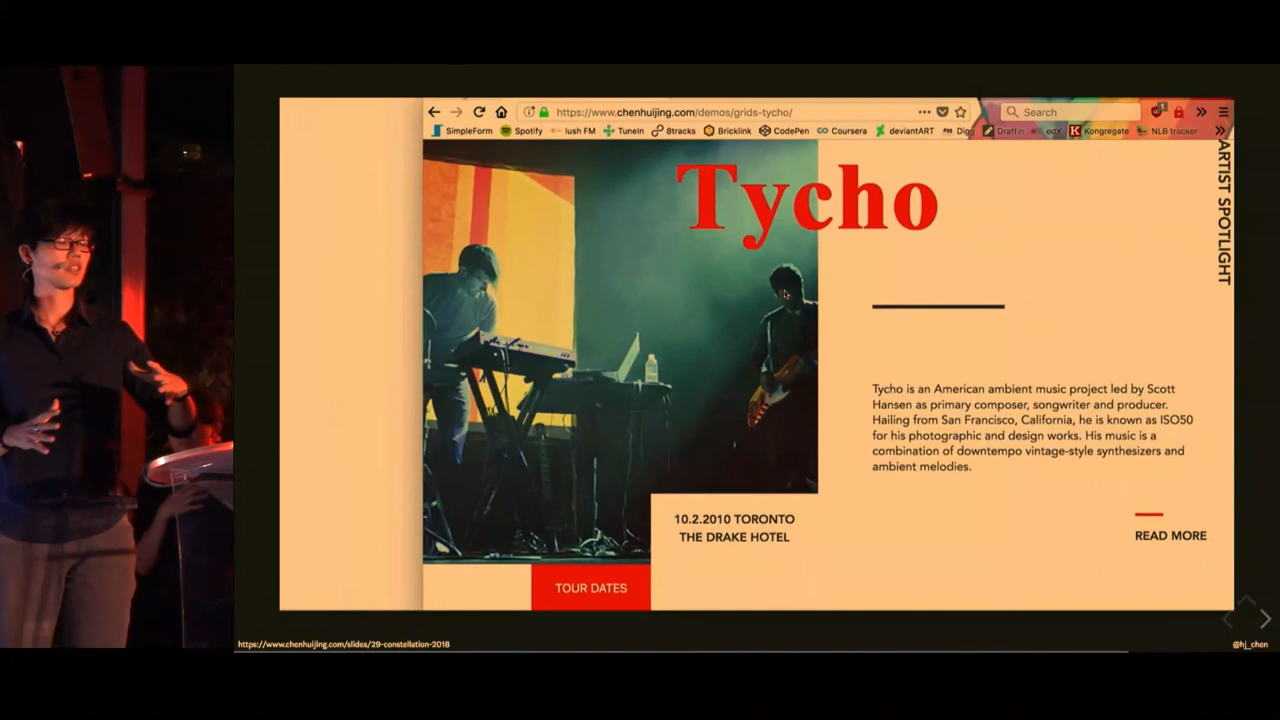 https://www.chenhuijing.com/demos/grids-tycho/
Search
SimpleForm Spotify lush FM TuneIn 8tracks Bricklink CodePen Coursera deviantART Digg Draftin edX Kongregate NLB tracker
Tycho
ARTIST SPOTLIGHT
Tycho is an American ambient music project led by Scott
Hansen as primary composer, songwriter and producer.
Hailing from San Francisco, California, he is known as ISO50
for his photographic and design works. His music is a
combination of downtempo vintage-style synthesizers and
ambient melodies.
10.2.2010 TORONTO
THE DRAKE HOTEL
READ MORE
TOUR DATES
https://www.chenhuijing.com/slides/29-constellation-2018
@hj_chen